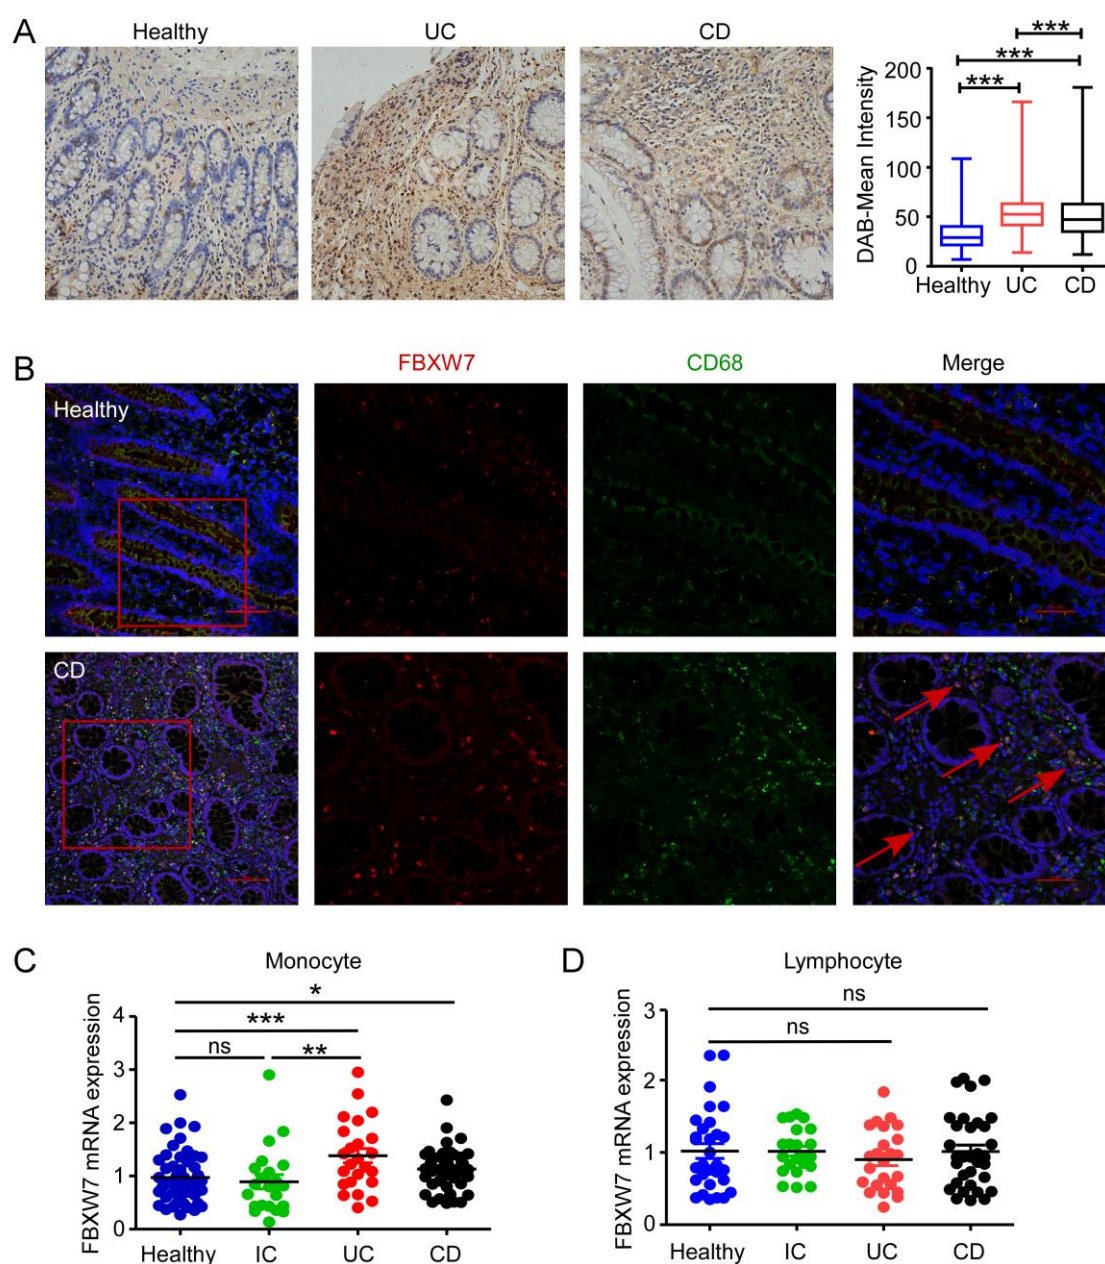 A
Healthy
UC
CD
DAB-Mean Intensity
200
150
100
50
0
***
***
***
Healthy
UC
CD
B
FBXW7
CD68
Merge
Healthy
CD
C
Monocyte
FBXW7 mRNA expression
4
3
2
1
0
*
***
ns
**
Healthy
IC
UC
CD
D
Lymphocyte
FBXW7 mRNA expression
3
2
1
0
ns
ns
Healthy
IC
UC
CD